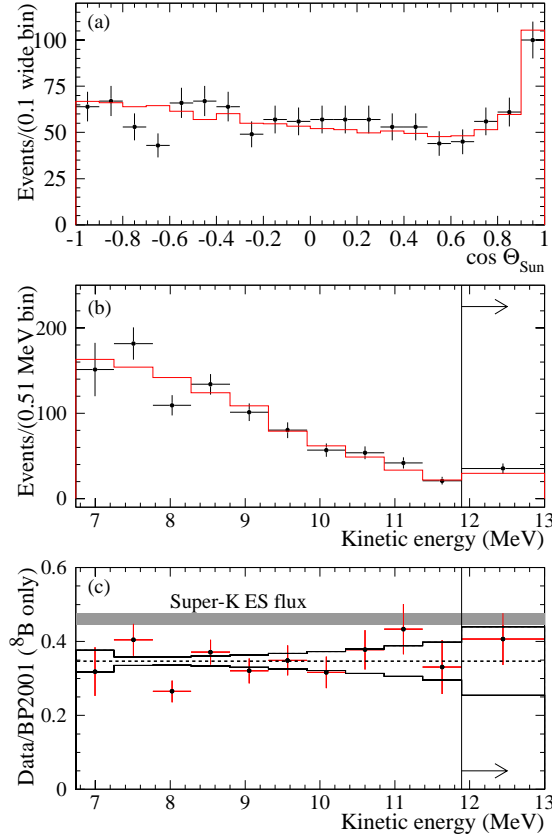 (a)
Events/(0.1 wide bin)
100
75
50
25
0
-1 -0.8 -0.6 -0.4 -0.2 0 0.2 0.4 0.6 0.8 1
cos Θ_Sun
(b)
Events/(0.51 MeV bin)
200
100
0
7 8 9 10 11 12 13
Kinetic energy (MeV)
(c)
Super-K ES flux
Data/BP2001 (⁸B only)
0.6
0.4
0.2
0
7 8 9 10 11 12 13
Kinetic energy (MeV)